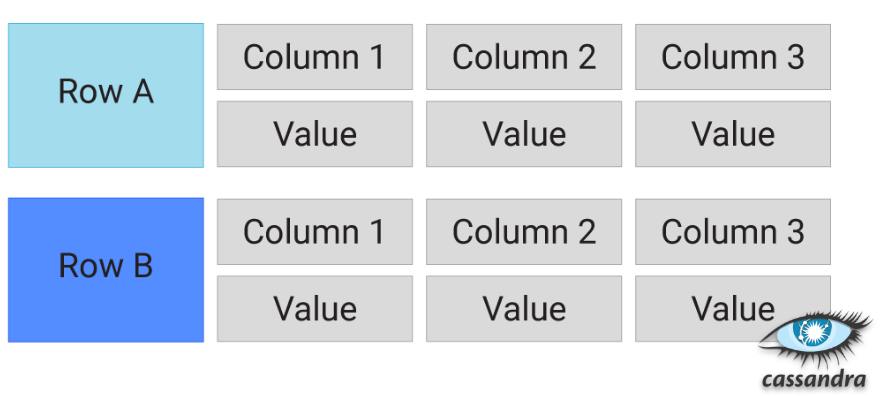 Row A
Column 1
Column 2
Column 3
Value
Value
Value
Row B
Column 1
Column 2
Column 3
Value
Value
Value
cassandra